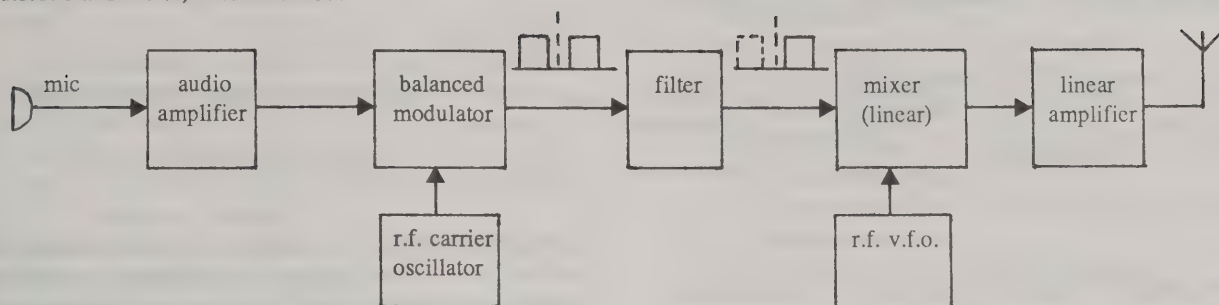 mic
audio
amplifier
balanced
modulator
filter
mixer
(linear)
linear
amplifier
r.f. carrier
oscillator
r.f. v.f.o.